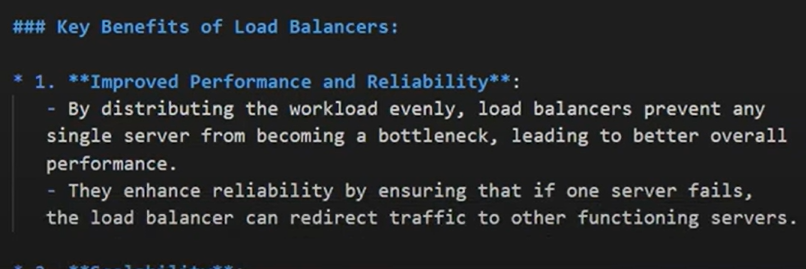 ### Key Benefits of Load Balancers:
* 1. **Improved Performance and Reliability**:
- By distributing the workload evenly, load balancers prevent any
single server from becoming a bottleneck, leading to better overall
performance.
- They enhance reliability by ensuring that if one server fails,
the load balancer can redirect traffic to other functioning servers.